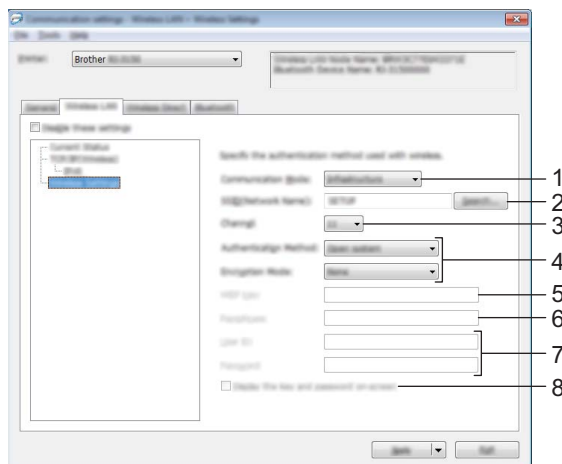 Communication settings - Wireless LAN - Wireless Settings
File Tools Help
Printer:
Brother
Wireless LAN Node Name:
Bluetooth Device Name:
General
Wireless LAN
Wireless Direct
Bluetooth
Disable these settings
Current Status
Wireless Settings
Specify the authentication method used with wireless.
Communication Mode:
Infrastructure
1
SSID(Network Name):
SETUP
Search...
2
Channel:
11
3
Authentication Method:
Open system
4
Encryption Mode:
None
WEP key:
5
Passphrase:
6
User ID:
7
Password:
Display the key and password on-screen
8
Apply
Exit